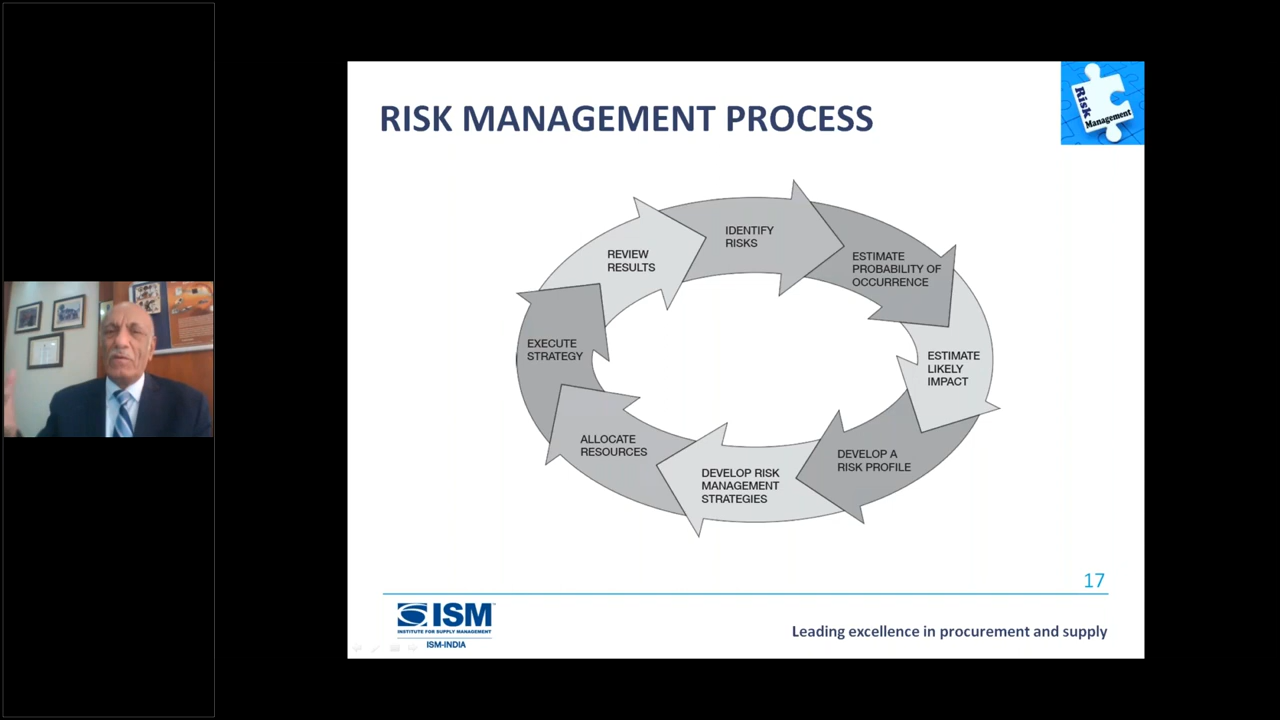 RISK MANAGEMENT PROCESS
Risk
Management
IDENTIFY
RISKS
ESTIMATE
PROBABILITY OF
OCCURRENCE
ESTIMATE
LIKELY
IMPACT
DEVELOP A
RISK PROFILE
DEVELOP RISK
MANAGEMENT
STRATEGIES
ALLOCATE
RESOURCES
EXECUTE
STRATEGY
REVIEW
RESULTS
17
ISM
INSTITUTE FOR SUPPLY MANAGEMENT
ISM-INDIA
Leading excellence in procurement and supply